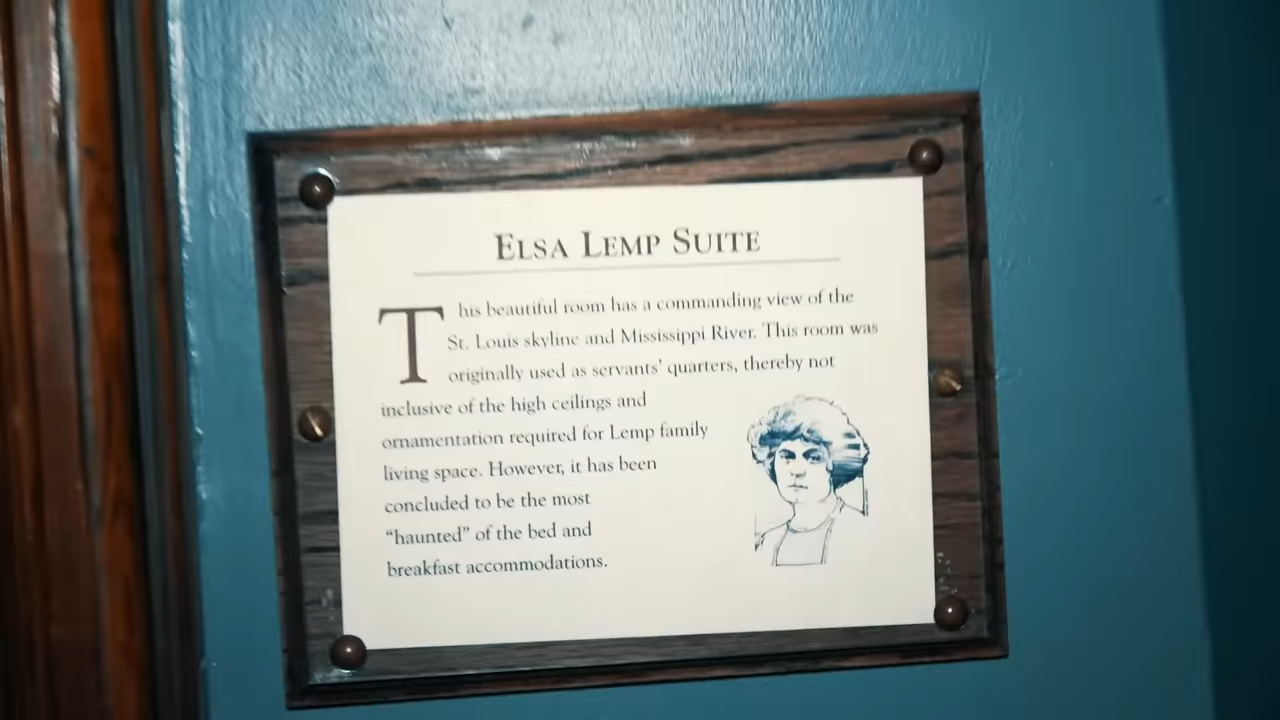 ELSA LEMP SUITE
This beautiful room has a commanding view of the
St. Louis skyline and Mississippi River. This room was
originally used as servants' quarters, thereby not
inclusive of the high ceilings and
ornamentation required for Lemp family
living space. However, it has been
concluded to be the most
“haunted” of the bed and
breakfast accommodations.